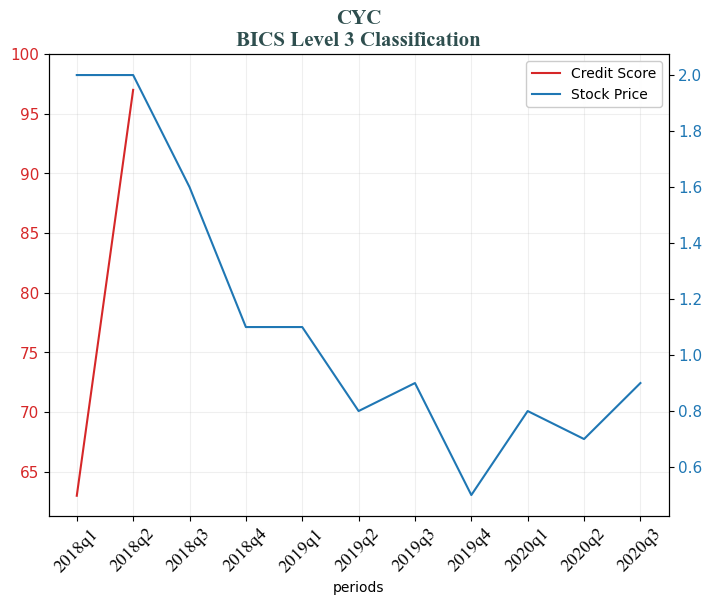 CYC
BICS Level 3 Classification
Credit Score
Stock Price
100
95
90
85
80
75
70
65
2.0
1.8
1.6
1.4
1.2
1.0
0.8
0.6
2018q1
2018q2
2018q3
2018q4
2019q1
2019q2
2019q3
2019q4
2020q1
2020q2
2020q3
periods